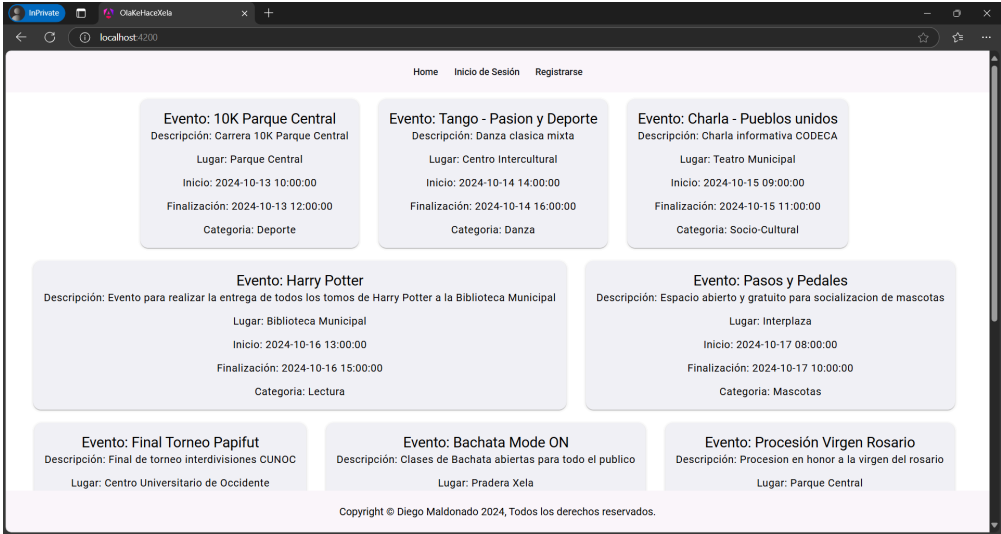 InPrivate
OlaKeHaceXela
localhost:4200
Home Inicio de Sesión Registrarse
Evento: 10K Parque Central
Descripción: Carrera 10K Parque Central
Lugar: Parque Central
Inicio: 2024-10-13 10:00:00
Finalización: 2024-10-13 12:00:00
Categoria: Deporte
Evento: Tango - Pasion y Deporte
Descripción: Danza clasica mixta
Lugar: Centro Intercultural
Inicio: 2024-10-14 14:00:00
Finalización: 2024-10-14 16:00:00
Categoria: Danza
Evento: Charla - Pueblos unidos
Descripción: Charla informativa CODECA
Lugar: Teatro Municipal
Inicio: 2024-10-15 09:00:00
Finalización: 2024-10-15 11:00:00
Categoria: Socio-Cultural
Evento: Harry Potter
Descripción: Evento para realizar la entrega de todos los tomos de Harry Potter a la Biblioteca Municipal
Lugar: Biblioteca Municipal
Inicio: 2024-10-16 13:00:00
Finalización: 2024-10-16 15:00:00
Categoria: Lectura
Evento: Pasos y Pedales
Descripción: Espacio abierto y gratuito para socializacion de mascotas
Lugar: Interplaza
Inicio: 2024-10-17 08:00:00
Finalización: 2024-10-17 10:00:00
Categoria: Mascotas
Evento: Final Torneo Papifut
Descripción: Final de torneo interdivisiones CUNOC
Lugar: Centro Universitario de Occidente
Evento: Bachata Mode ON
Descripción: Clases de Bachata abiertas para todo el publico
Lugar: Pradera Xela
Evento: Procesión Virgen Rosario
Descripción: Procesion en honor a la virgen del rosario
Lugar: Parque Central
Copyright © Diego Maldonado 2024, Todos los derechos reservados.